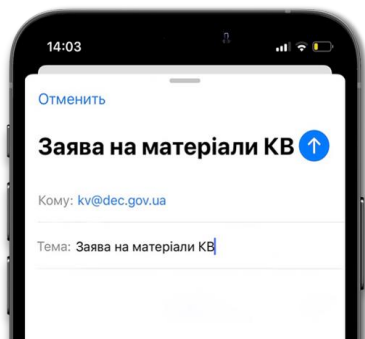 14:03
Отменить
Заява на матеріали КВ
Кому: kv@dec.gov.ua
Тема: Заява на матеріали КВ